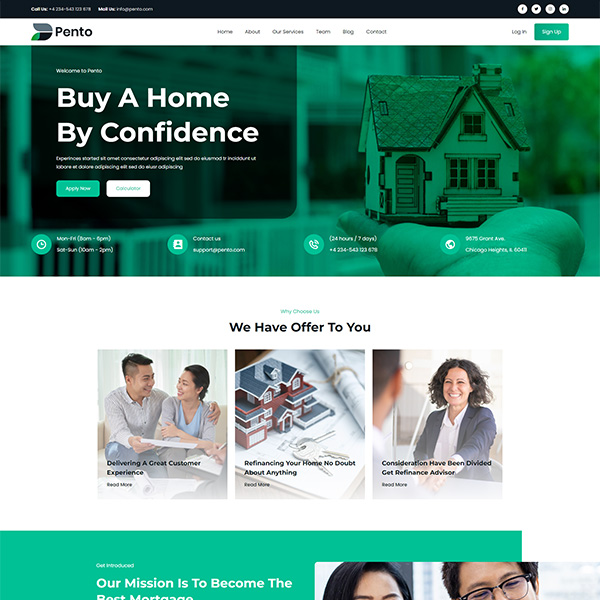 Call Us: +4 234-543 123 678 Mail Us: info@pento.com
Pento Home About Our Services Team Blog Contact Log In Sign Up
Welcome to Pento
Buy A Home
By Confidence
Experinces started sit amet consectetur adipiscing elit sed do eiusmod tr incididunt ut
labore et dolore adipiscing elit sed do eiusr adipiscing
Apply Now Calculator
Mon-Fri (8am - 6pm)
Sat-Sun (10am - 2pm)
Contact us
support@pento.com
(24 hours / 7 days)
+4 234-543 123 678
9675 Grant Ave,
Chicago Heights, IL 60411
Why Choose Us
We Have Offer To You
Delivering A Great Customer
Experience
Read More
Refinancing Your Home No Doubt
About Anything
Read More
Consideration Have Been Divided
Get Refinance Advisor
Read More
Get Introduced
Our Mission Is To Become The
Best Mortgage